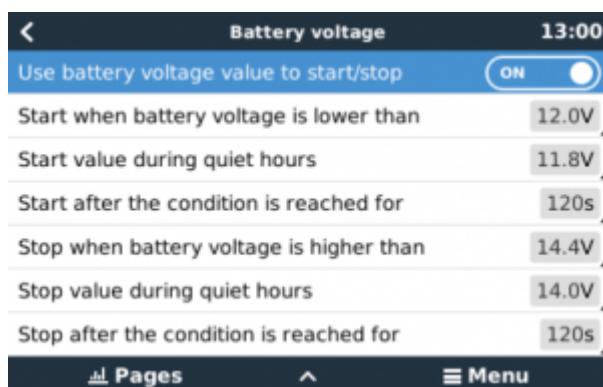 Battery voltage 13:00
Use battery voltage value to start/stop ON
Start when battery voltage is lower than 12.0V
Start value during quiet hours 11.8V
Start after the condition is reached for 120s
Stop when battery voltage is higher than 14.4V
Stop value during quiet hours 14.0V
Stop after the condition is reached for 120s
Pages Menu